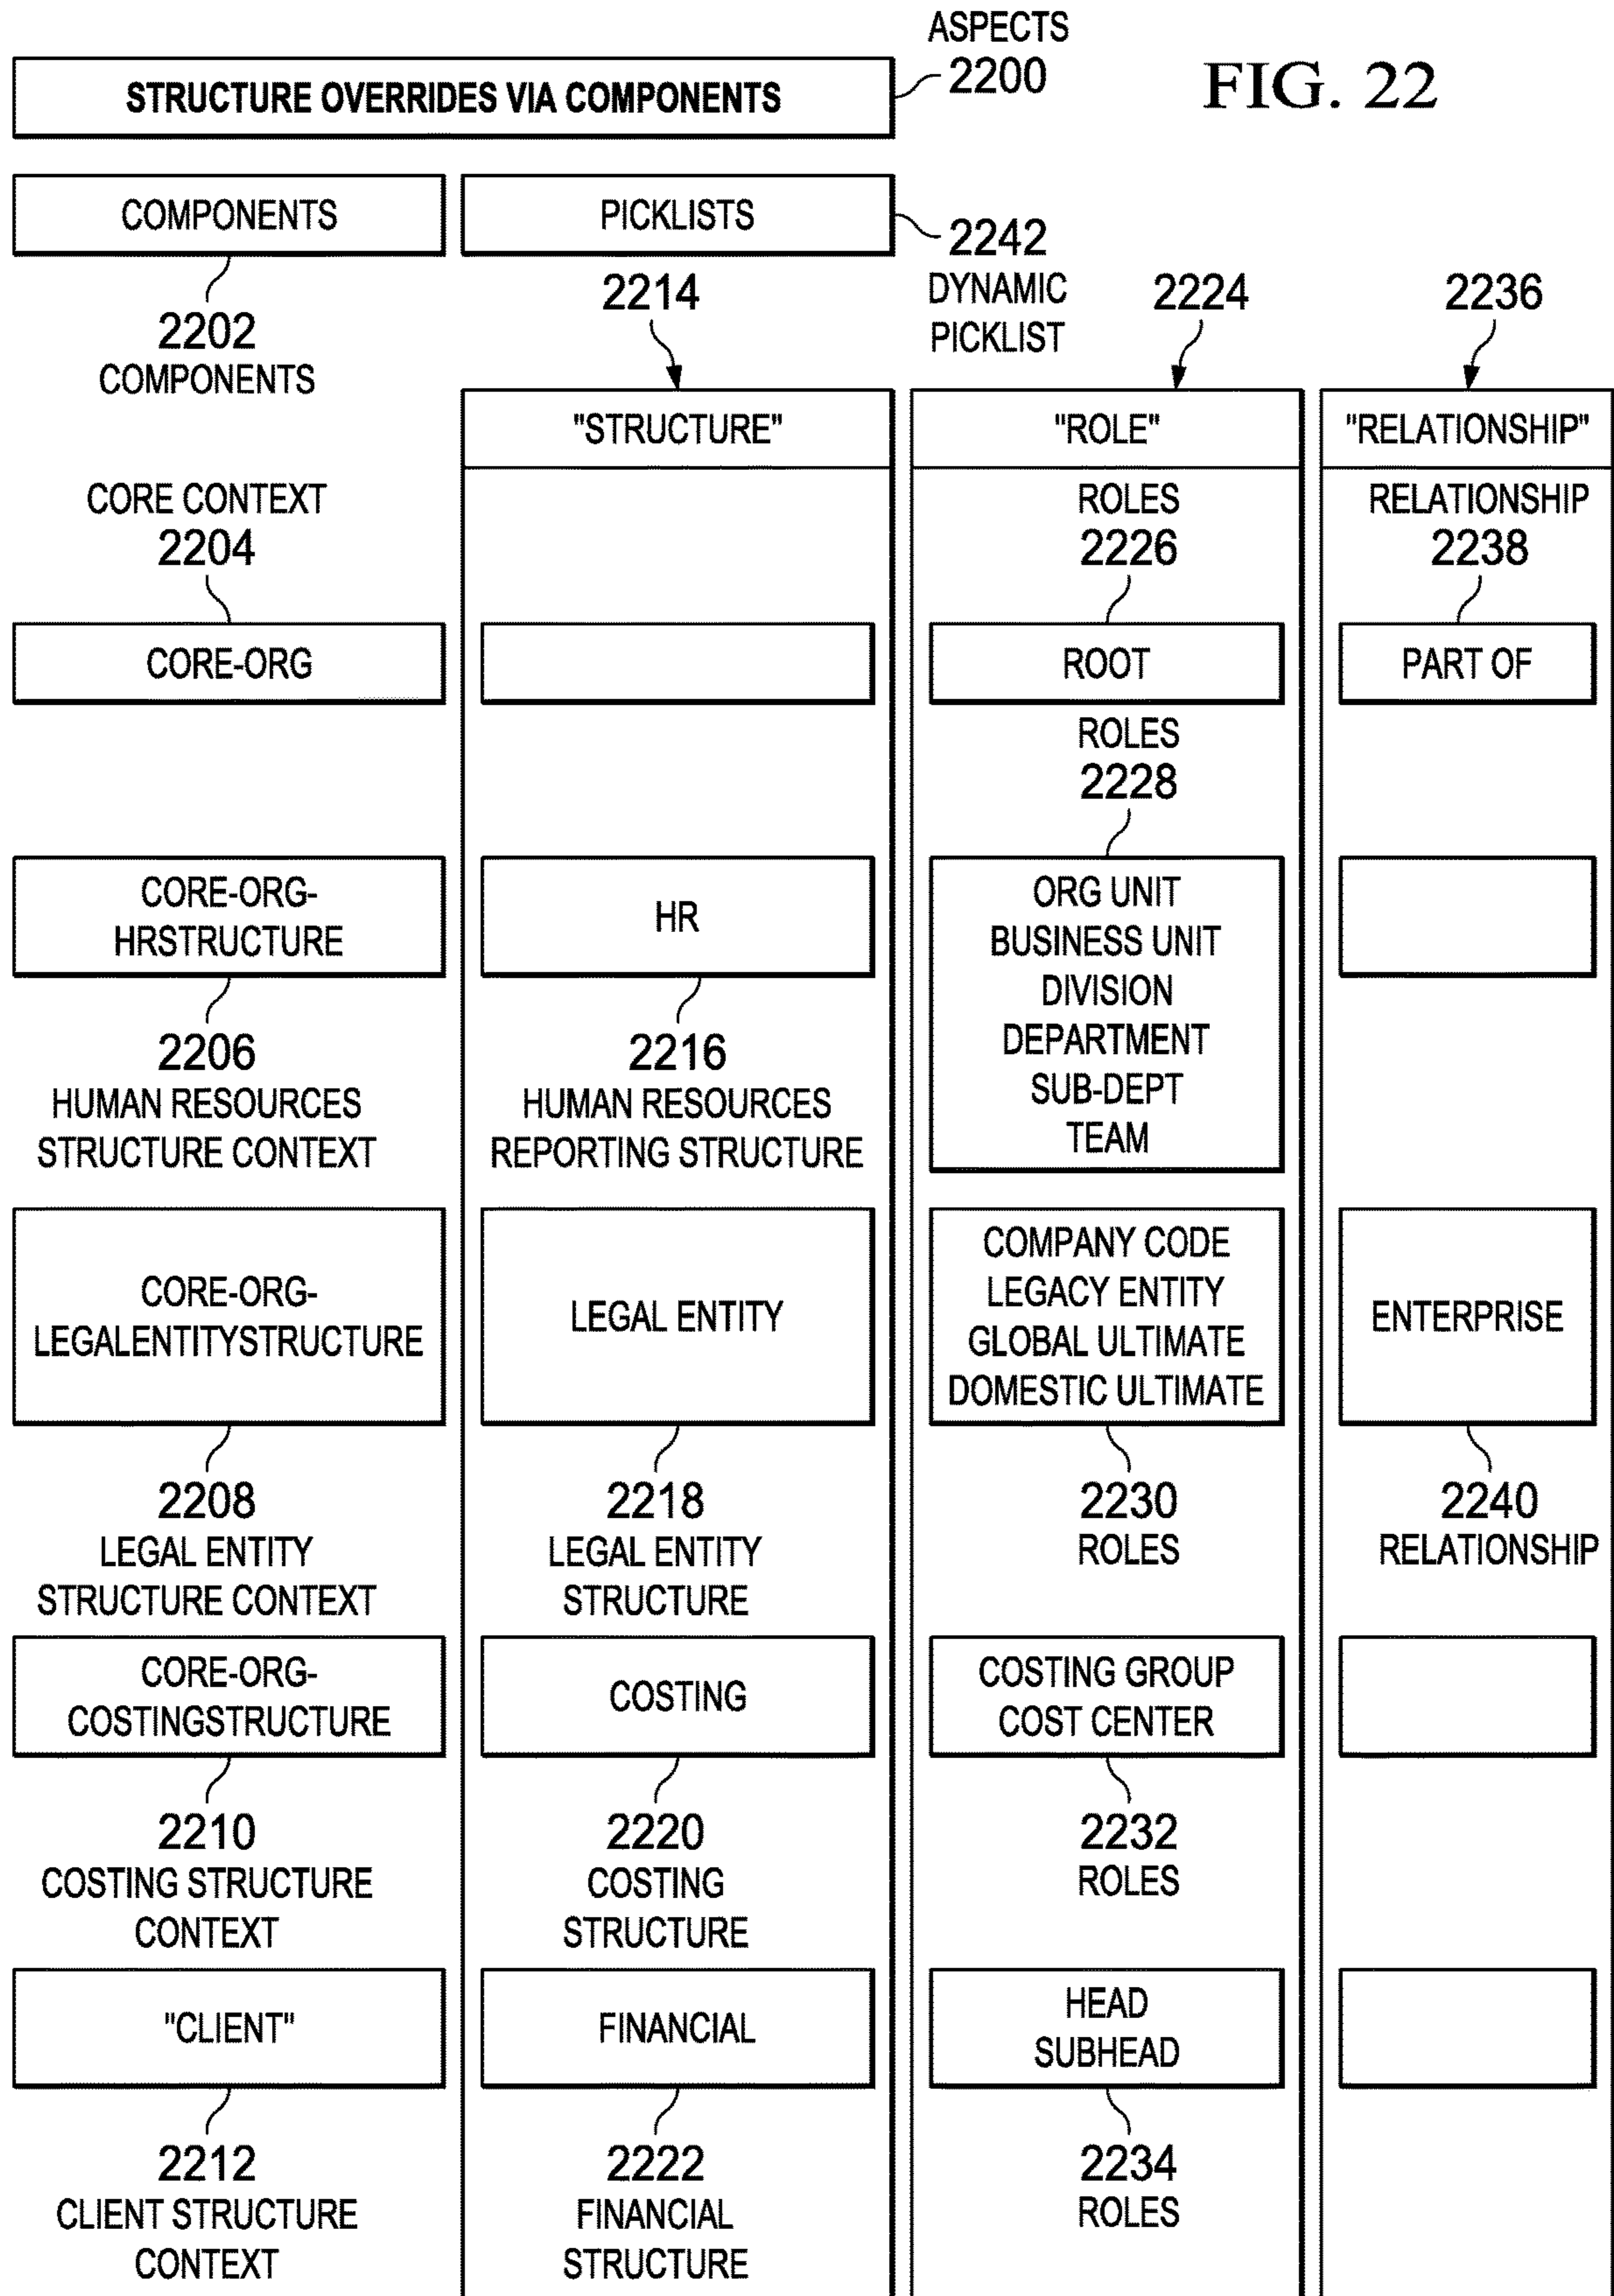 ASPECTS
STRUCTURE OVERRIDES VIA COMPONENTS
2200
FIG. 22
COMPONENTS
PICKLISTS
2242
DYNAMIC
PICKLIST
2202
COMPONENTS
2214
2224
2236
"STRUCTURE"
"ROLE"
"RELATIONSHIP"
CORE CONTEXT
2204
ROLES
2226
RELATIONSHIP
2238
CORE-ORG
ROOT
PART OF
ROLES
2228
CORE-ORG-
HRSTRUCTURE
HR
ORG UNIT
BUSINESS UNIT
DIVISION
DEPARTMENT
SUB-DEPT
TEAM
2206
HUMAN RESOURCES
STRUCTURE CONTEXT
2216
HUMAN RESOURCES
REPORTING STRUCTURE
CORE-ORG-
LEGALENTITYSTRUCTURE
LEGAL ENTITY
COMPANY CODE
LEGACY ENTITY
GLOBAL ULTIMATE
DOMESTIC ULTIMATE
ENTERPRISE
2208
LEGAL ENTITY
STRUCTURE CONTEXT
2218
LEGAL ENTITY
STRUCTURE
2230
ROLES
2240
RELATIONSHIP
CORE-ORG-
COSTINGSTRUCTURE
COSTING
COSTING GROUP
COST CENTER
2210
COSTING STRUCTURE
CONTEXT
2220
COSTING
STRUCTURE
2232
ROLES
"CLIENT"
FINANCIAL
HEAD
SUBHEAD
2212
CLIENT STRUCTURE
CONTEXT
2222
FINANCIAL
STRUCTURE
2234
ROLES